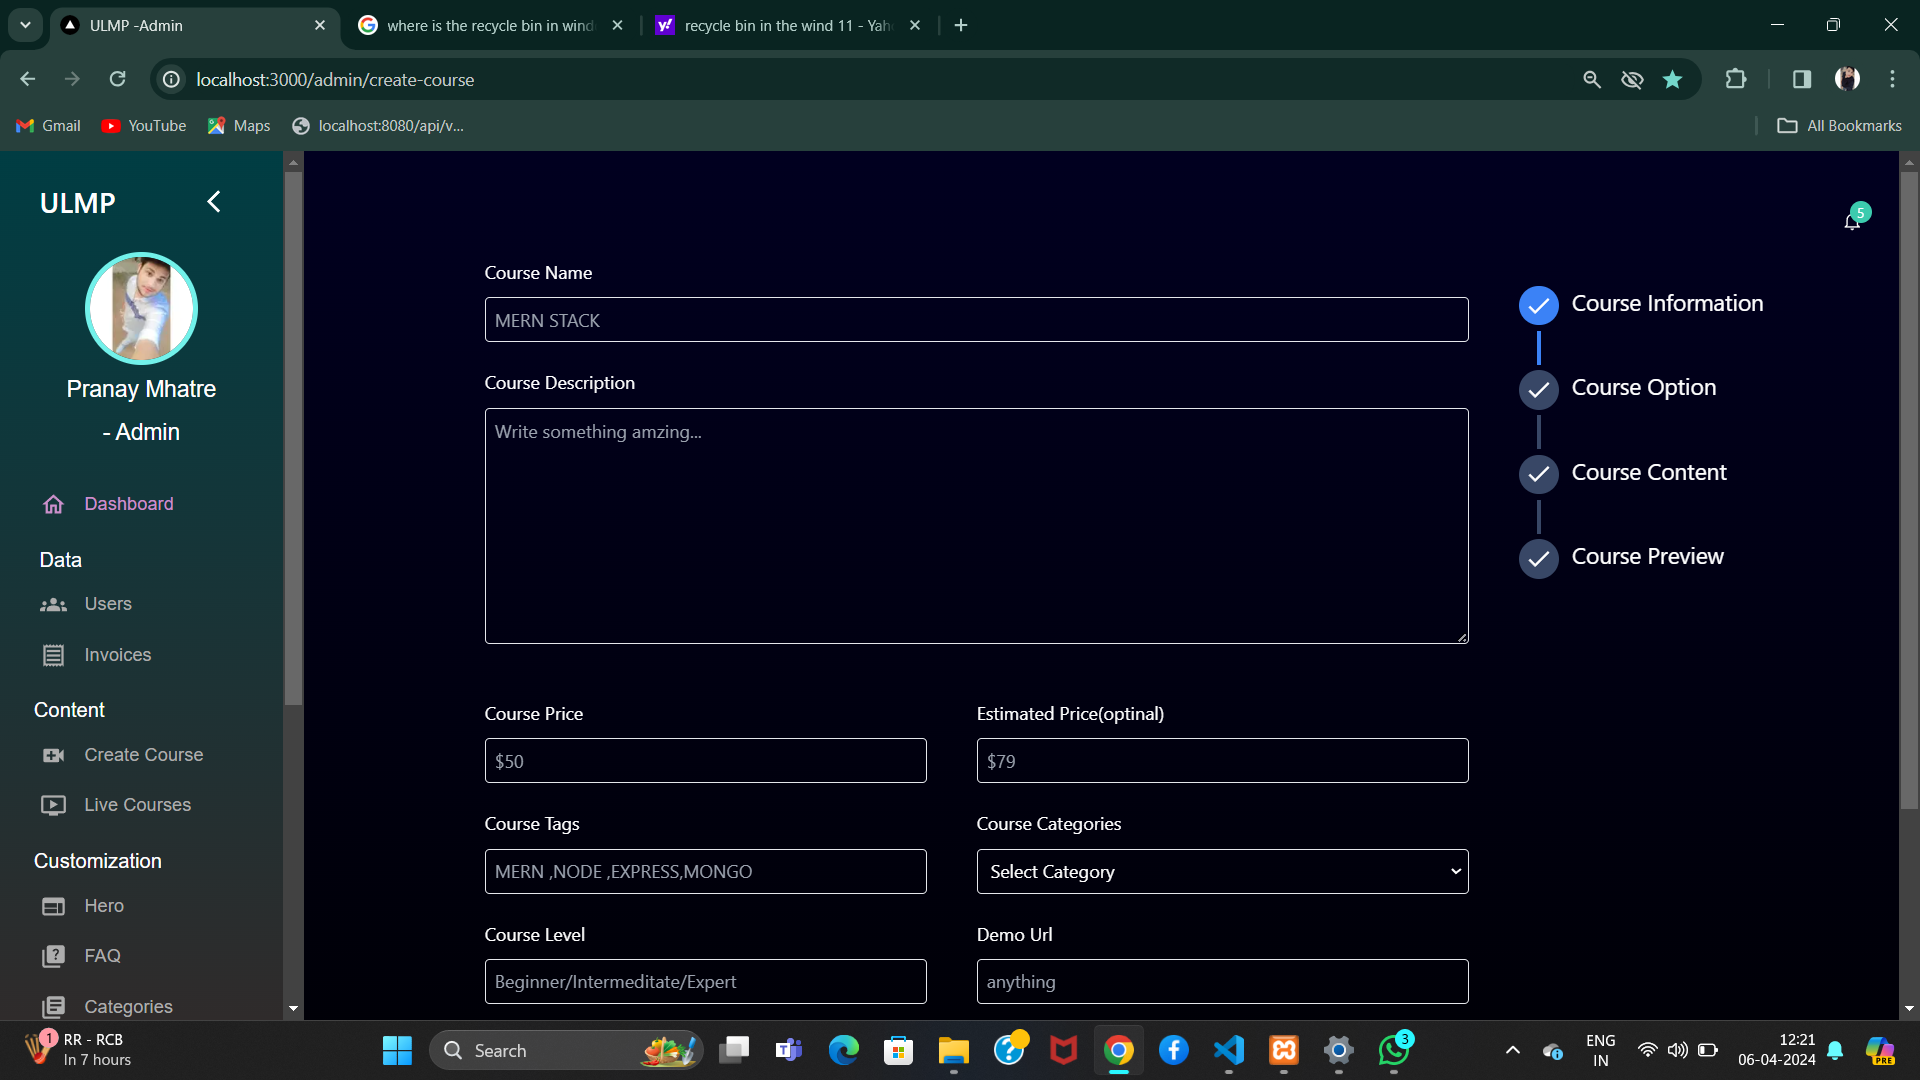 ULMP -Admin
where is the recycle bin in wind
recycle bin in the wind 11 - Yah
localhost:3000/admin/create-course
Gmail
YouTube
Maps
localhost:8080/api/v...
All Bookmarks
ULMP
5
Pranay Mhatre
- Admin
Dashboard
Data
Users
Invoices
Content
Create Course
Live Courses
Customization
Hero
FAQ
Categories
Course Name
MERN STACK
Course Description
Write something amzing...
Course Price
$50
Estimated Price(optinal)
$79
Course Tags
MERN ,NODE ,EXPRESS,MONGO
Course Categories
Select Category
Course Level
Beginner/Intermeditate/Expert
Demo Url
anything
Course Information
Course Option
Course Content
Course Preview
1
RR - RCB
In 7 hours
Search
3
ENG
IN
12:21
06-04-2024
PRE